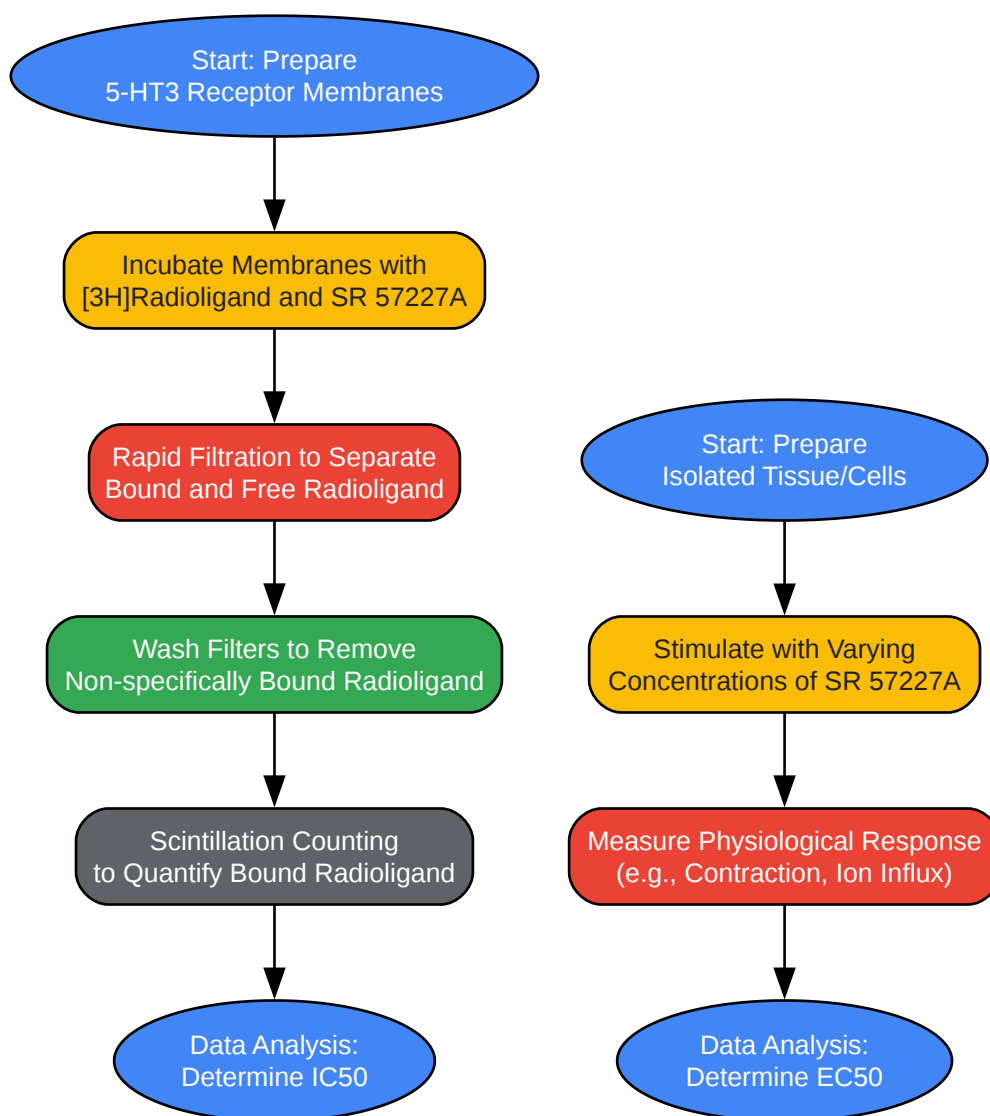 Start: Prepare
5-HT3 Receptor Membranes
Incubate Membranes with
[3H]Radioligand and SR 57227A
Rapid Filtration to Separate
Bound and Free Radioligand
Wash Filters to Remove
Non-specifically Bound Radioligand
Scintillation Counting
to Quantify Bound Radioligand
Data Analysis:
Determine IC50
Start: Prepare
Isolated Tissue/Cells
Stimulate with Varying
Concentrations of SR 57227A
Measure Physiological Response
(e.g., Contraction, Ion Influx)
Data Analysis:
Determine EC50